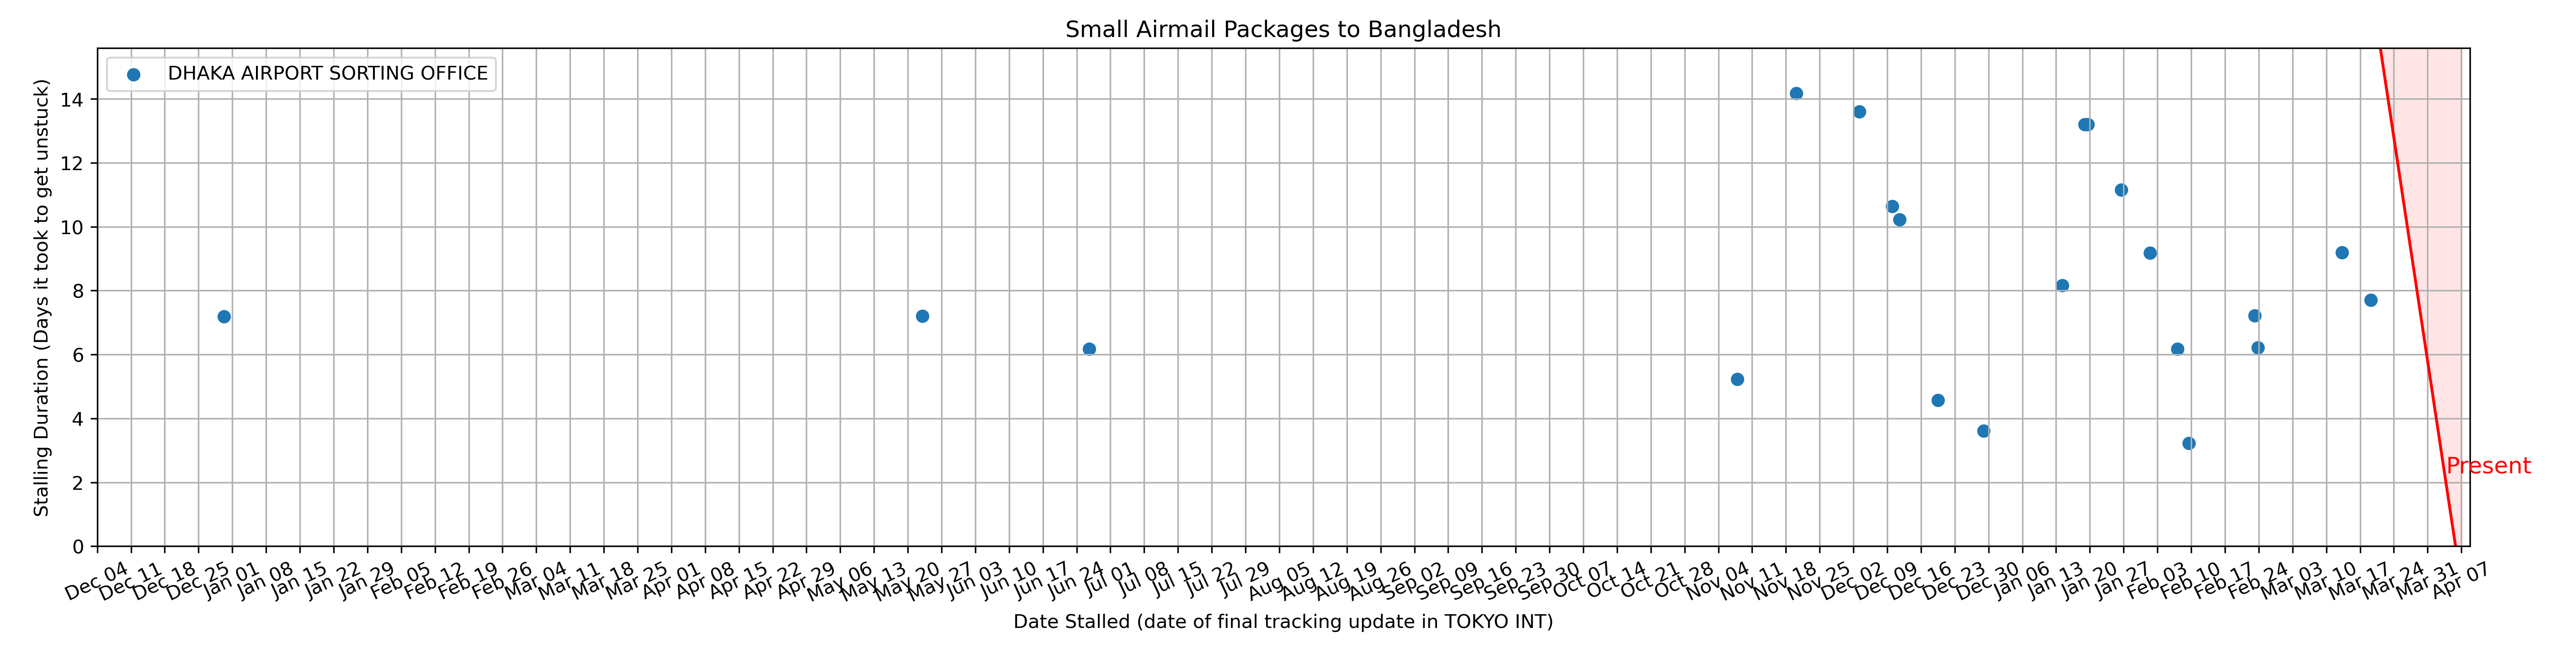 Small Airmail Packages to Bangladesh
DHAKA AIRPORT SORTING OFFICE
Stalling Duration (Days it took to get unstuck)
14
12
10
8
6
4
2
0
Present
Dec 04
Dec 11
Dec 18
Dec 25
Jan 01
Jan 08
Jan 15
Jan 22
Jan 29
Feb 05
Feb 12
Feb 19
Feb 26
Mar 04
Mar 11
Mar 18
Mar 25
Apr 01
Apr 08
Apr 15
Apr 22
Apr 29
May 06
May 13
May 20
May 27
Jun 03
Jun 10
Jun 17
Jun 24
Jul 01
Jul 08
Jul 15
Jul 22
Jul 29
Aug 05
Aug 12
Aug 19
Aug 26
Sep 02
Sep 09
Sep 16
Sep 23
Sep 30
Oct 07
Oct 14
Oct 21
Oct 28
Nov 04
Nov 11
Nov 18
Nov 25
Dec 02
Dec 09
Dec 16
Dec 23
Dec 30
Jan 06
Jan 13
Jan 20
Jan 27
Feb 03
Feb 10
Feb 17
Feb 24
Mar 03
Mar 10
Mar 17
Mar 24
Mar 31
Apr 07
Date Stalled (date of final tracking update in TOKYO INT)